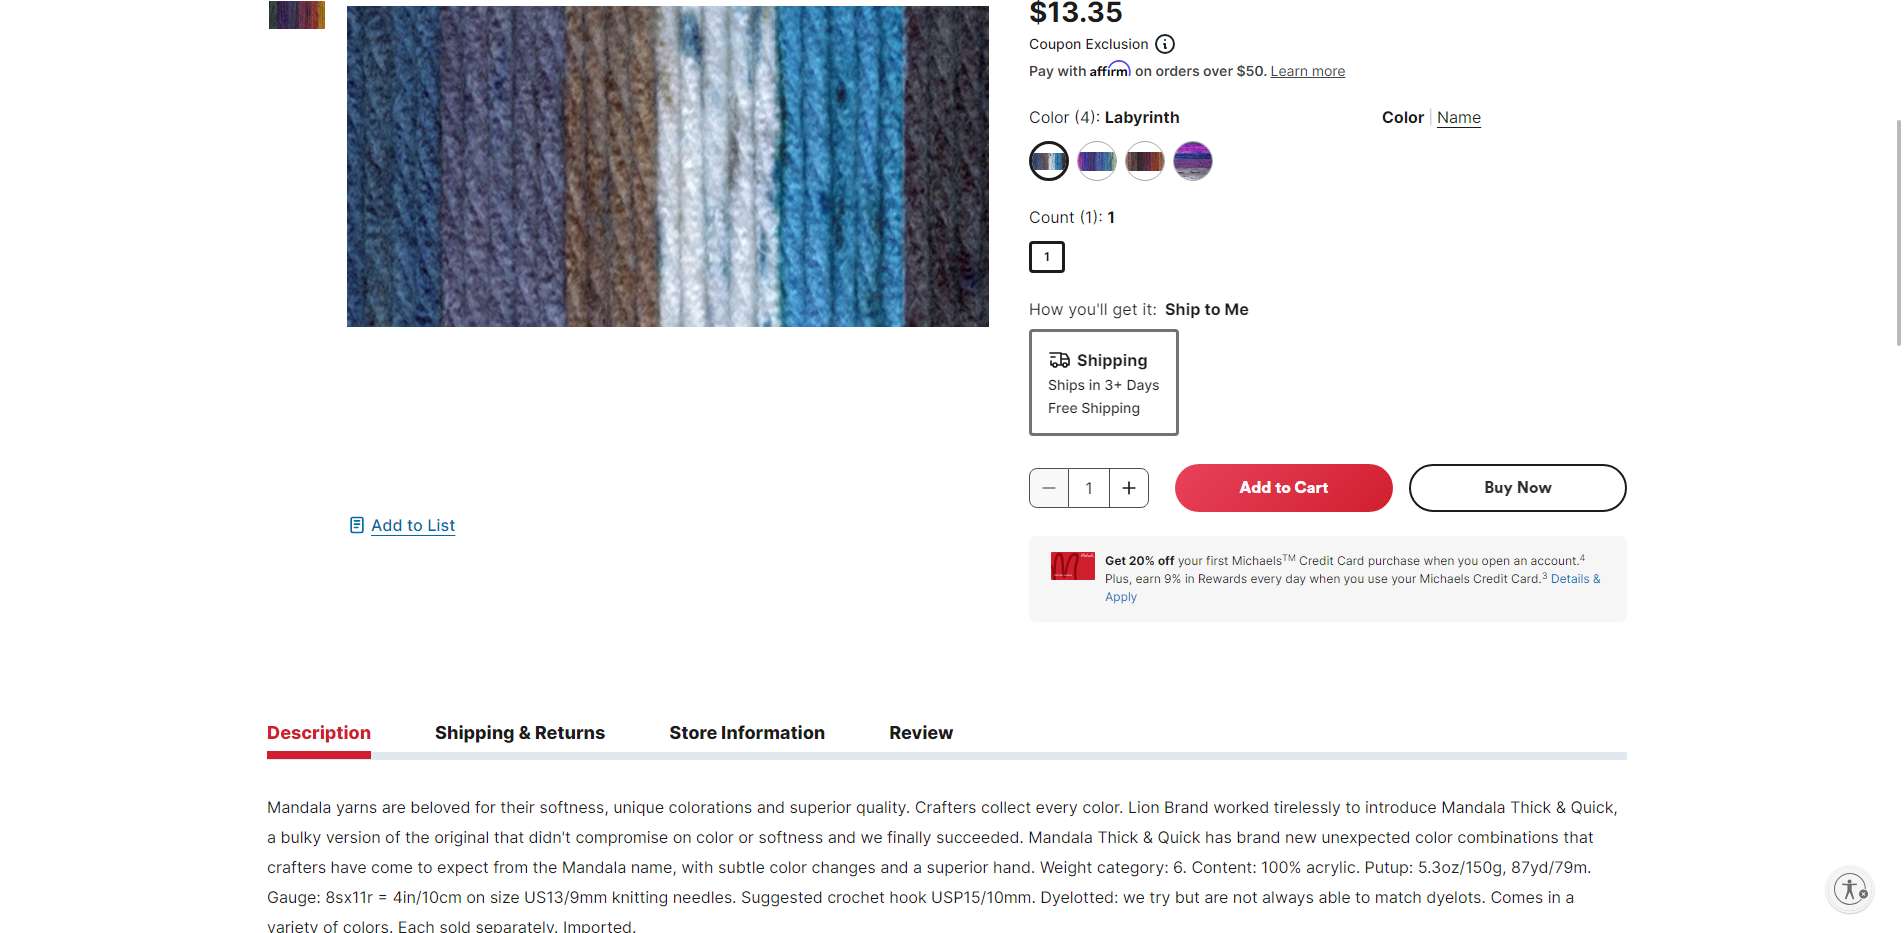 $13.35
Coupon Exclusion
Pay with affirm on orders over $50. Learn more
Color (4): Labyrinth
Color | Name
Count (1): 1
1
How you'll get it: Ship to Me
Shipping
Ships in 3+ Days
Free Shipping
1
Add to Cart
Buy Now
Add to List
Get 20% off your first Michaels™ Credit Card purchase when you open an account.⁴
Plus, earn 9% in Rewards every day when you use your Michaels Credit Card.³ Details &
Apply
Description
Shipping & Returns
Store Information
Review
Mandala yarns are beloved for their softness, unique colorations and superior quality. Crafters collect every color. Lion Brand worked tirelessly to introduce Mandala Thick & Quick,
a bulky version of the original that didn't compromise on color or softness and we finally succeeded. Mandala Thick & Quick has brand new unexpected color combinations that
crafters have come to expect from the Mandala name, with subtle color changes and a superior hand. Weight category: 6. Content: 100% acrylic. Putup: 5.3oz/150g, 87yd/79m.
Gauge: 8sx11r = 4in/10cm on size US13/9mm knitting needles. Suggested crochet hook USP15/10mm. Dyelotted: we try but are not always able to match dyelots. Comes in a
variety of colors. Each sold separately. Imported.